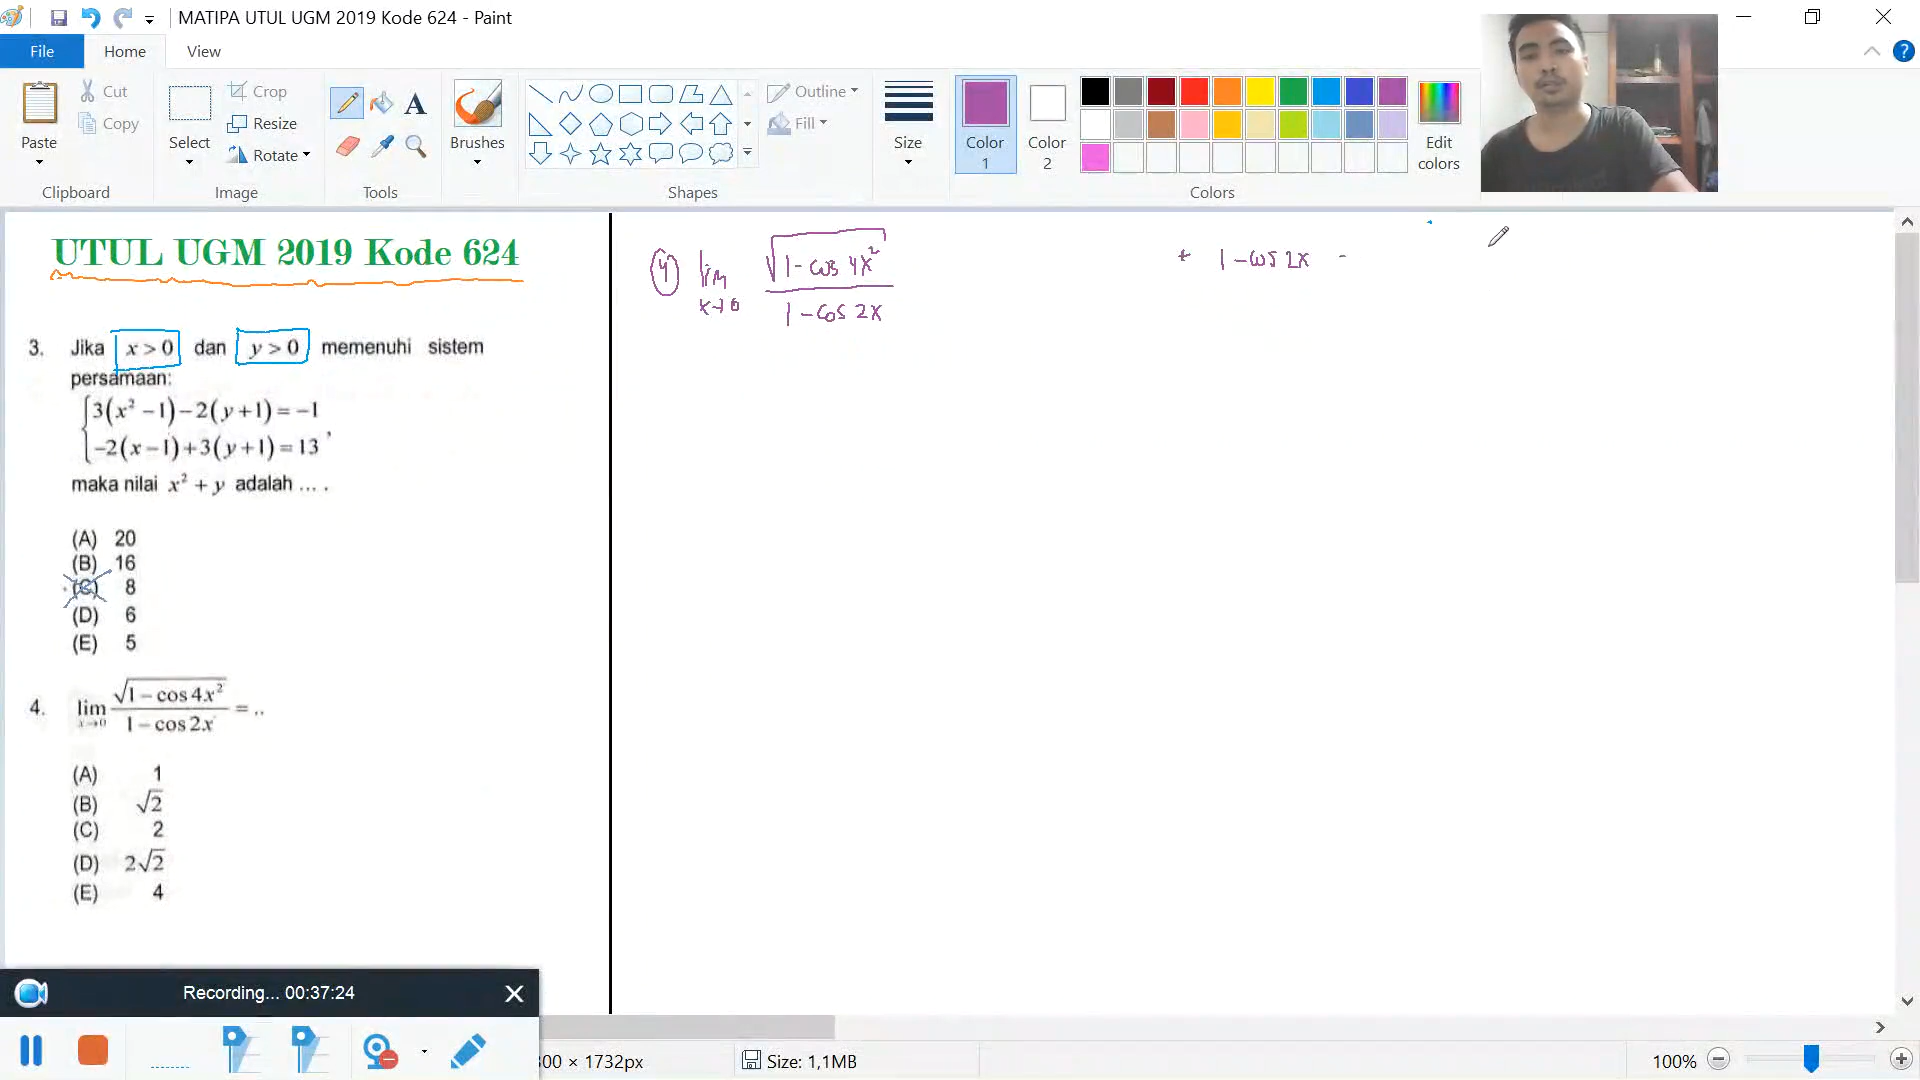 MATIPA UTUL UGM 2019 Kode 624 - Paint
File Home View
Paste
Cut
Copy
Clipboard
Select
Crop
Resize
Rotate
Image
Tools
Brushes
Outline
Fill
Shapes
Size
Color 1
Color 2
Edit colors
Colors
UTUL UGM 2019 Kode 624
3. Jika x > 0 dan y > 0 memenuhi sistem
persamaan:
3(x² − 1) − 2(y + 1) = −1
−2(x − 1) + 3(y + 1) = 13 ,
maka nilai x² + y adalah ... .
(A) 20
(B) 16
(C) 8
(D) 6
(E) 5
4. lim x→0 √(1 − cos 4x²) / (1 − cos 2x) = ..
(A) 1
(B) √2
(C) 2
(D) 2√2
(E) 4
④ lim x→0 √(1 − cos 4x²) / (1 − cos 2x)
* 1 − cos 2x =
Recording... 00:37:24
300 × 1732px
Size: 1,1MB
100%